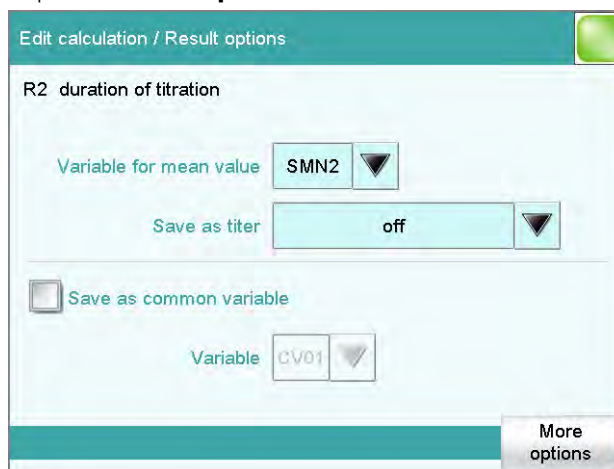 Edit calculation / Result options
R2 duration of titration
Variable for mean value SMN2
Save as titer off
Save as common variable
Variable CV01
More
options